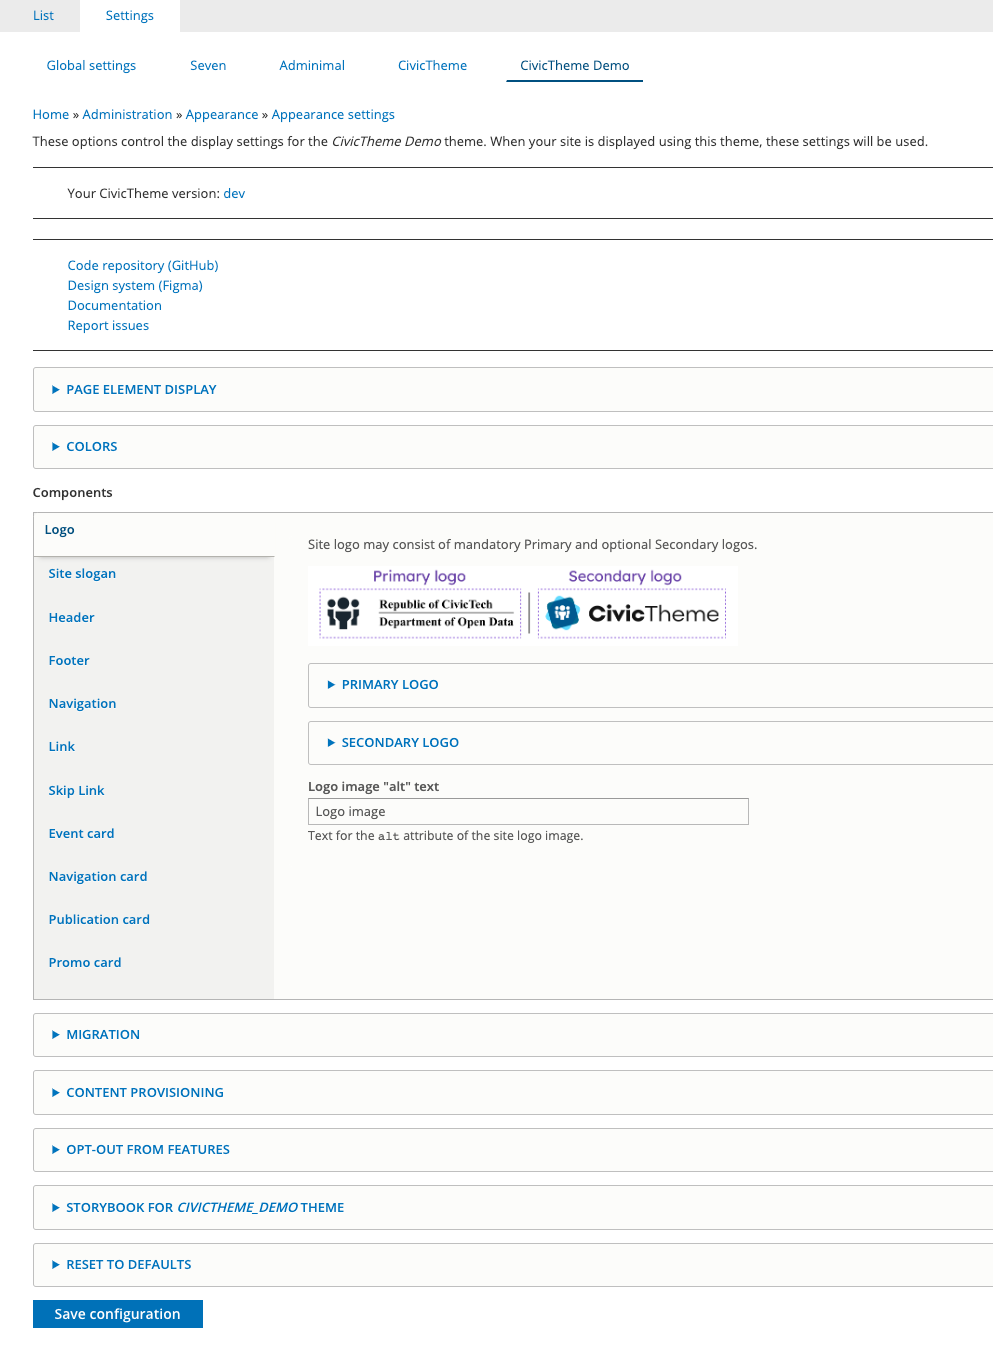 List Settings
Global settings Seven Adminimal CivicTheme CivicTheme Demo
Home » Administration » Appearance » Appearance settings
These options control the display settings for the CivicTheme Demo theme. When your site is displayed using this theme, these settings will be used.
Your CivicTheme version: dev
Code repository (GitHub)
Design system (Figma)
Documentation
Report issues
PAGE ELEMENT DISPLAY
COLORS
Components
Logo
Site slogan
Header
Footer
Navigation
Link
Skip Link
Event card
Navigation card
Publication card
Promo card
Site logo may consist of mandatory Primary and optional Secondary logos.
Primary logo Secondary logo
Republic of CivicTech
Department of Open Data
CivicTheme
PRIMARY LOGO
SECONDARY LOGO
Logo image "alt" text
Logo image
Text for the alt attribute of the site logo image.
MIGRATION
CONTENT PROVISIONING
OPT-OUT FROM FEATURES
STORYBOOK FOR CIVICTHEME_DEMO THEME
RESET TO DEFAULTS
Save configuration